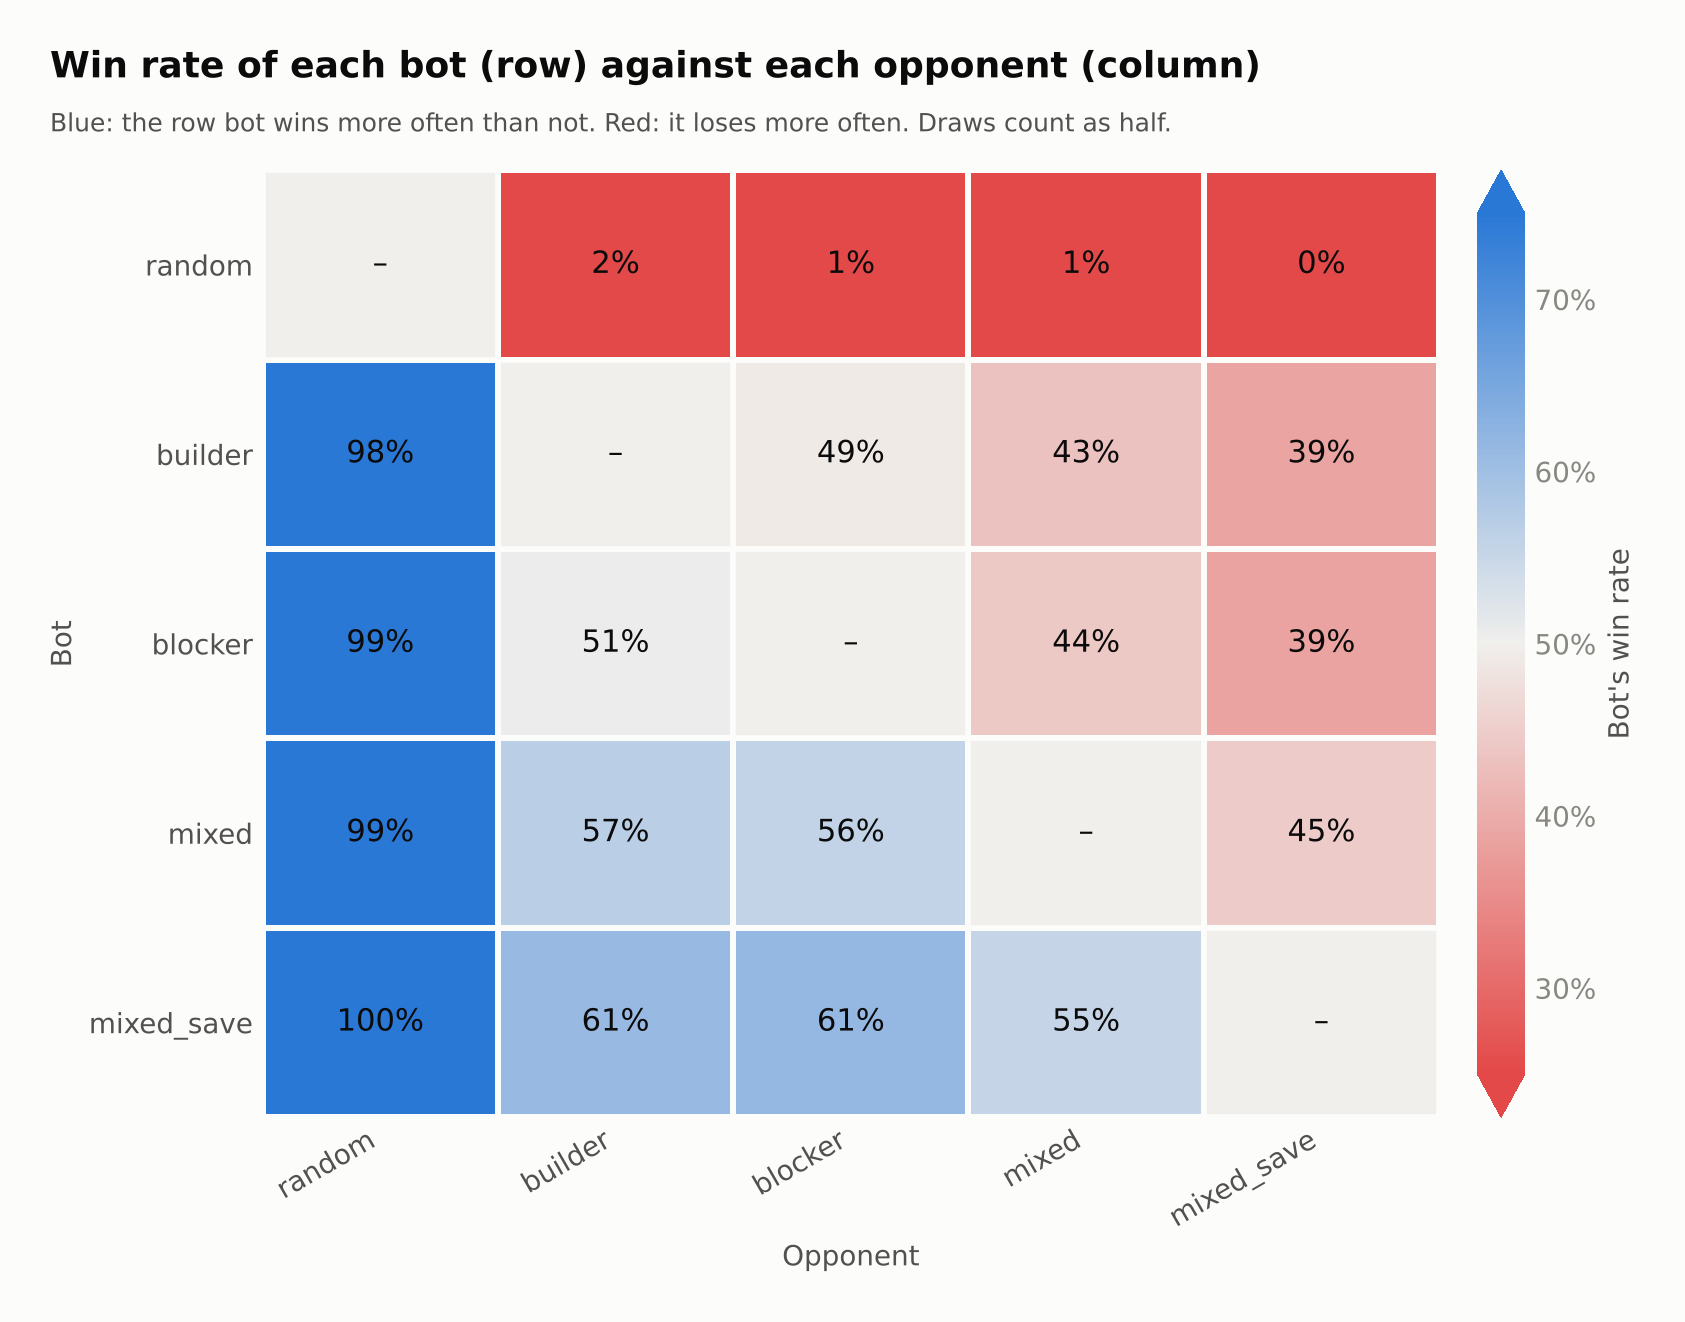 Win rate of each bot (row) against each opponent (column)
Blue: the row bot wins more often than not. Red: it loses more often. Draws count as half.
random – 2% 1% 1% 0%
builder 98% – 49% 43% 39%
blocker 99% 51% – 44% 39%
mixed 99% 57% 56% – 45%
mixed_save 100% 61% 61% 55% –
random builder blocker mixed mixed_save
Opponent
Bot
70%
60%
50%
40%
30%
Bot's win rate